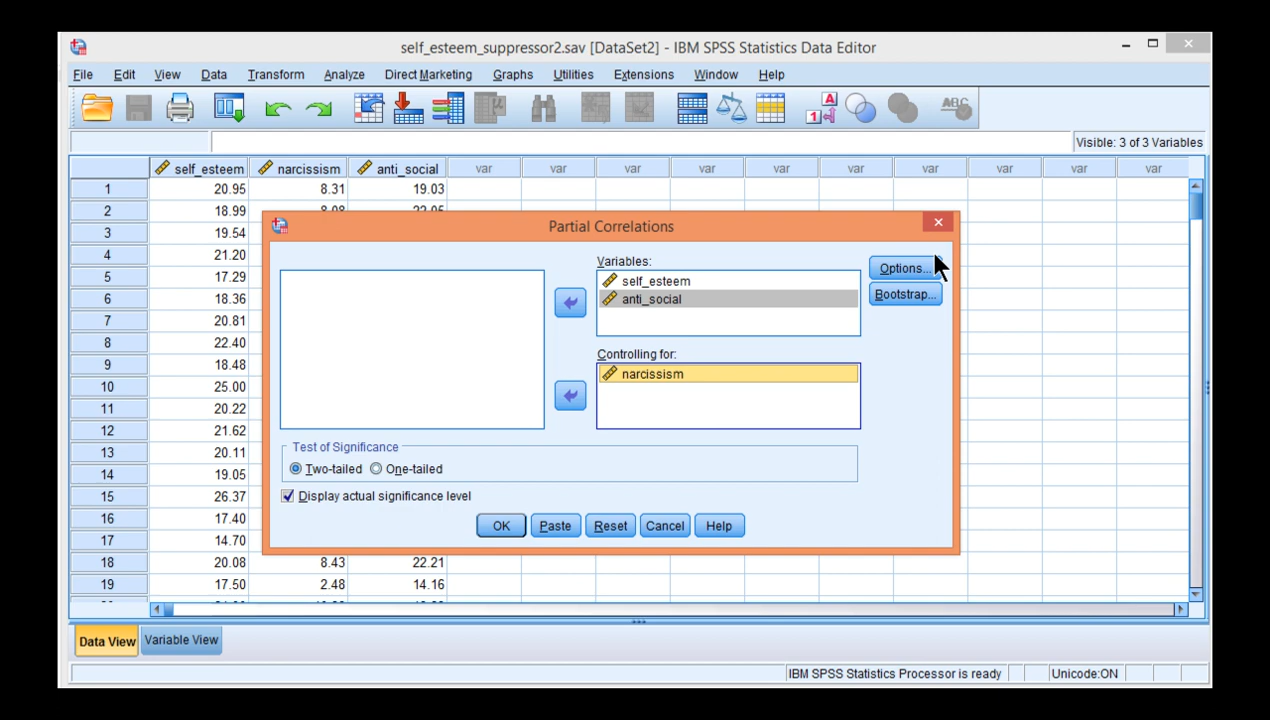 self_esteem_suppressor2.sav [DataSet2] - IBM SPSS Statistics Data Editor
File Edit View Data Transform Analyze Direct Marketing Graphs Utilities Extensions Window Help
Visible: 3 of 3 Variables
self_esteem narcissism anti_social var var var var var var var var var var
1 20.95 8.31 19.03
2 18.99 8.08 22.05
3 19.54
4 21.20
5 17.29
6 18.36
7 20.81
8 22.40
9 18.48
10 25.00
11 20.22
12 21.62
13 20.11
14 19.05
15 26.37
16 17.40
17 14.70
18 20.08 8.43 22.21
19 17.50 2.48 14.16
Partial Correlations
Variables:
self_esteem
anti_social
Options...
Bootstrap...
Controlling for:
narcissism
Test of Significance
Two-tailed One-tailed
Display actual significance level
OK Paste Reset Cancel Help
Data View Variable View
IBM SPSS Statistics Processor is ready Unicode:ON